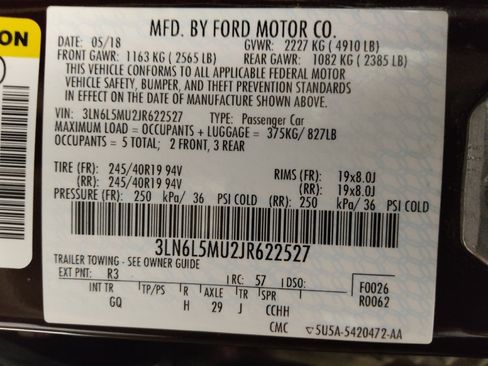 ON
MFD. BY FORD MOTOR CO.
DATE: 05/18 GVWR: 2227 KG ( 4910 LB)
FRONT GAWR: 1163 KG ( 2565 LB) REAR GAWR: 1082 KG ( 2385 LB)
THIS VEHICLE CONFORMS TO ALL APPLICABLE FEDERAL MOTOR
VEHICLE SAFETY, BUMPER, AND THEFT PREVENTION STANDARDS
IN EFFECT ON THE DATE OF MANUFACTURE SHOWN ABOVE.
VIN: 3LN6L5MU2JR622527 TYPE: Passenger Car
MAXIMUM LOAD = OCCUPANTS + LUGGAGE = 375KG/ 827LB
OCCUPANTS = 5 TOTAL; 2 FRONT, 3 REAR
TIRE (FR): 245/40R19 94V RIMS (FR): 19x8.0J
(RR): 245/40R19 94V (RR): 19x8.0J
PRESSURE (FR): 250 kPa/ 36 PSI COLD (RR): 250 kPa/ 36 PSI COLD
3LN6L5MU2JR622527
TRAILER TOWING - SEE OWNER GUIDE
EXT PNT: R3 RC: 57 DSO: F0026
R0062
INT TR TP/PS R AXLE TR SPR
GQ H 29 J CCHH
CMC 5U5A-5420472-AA